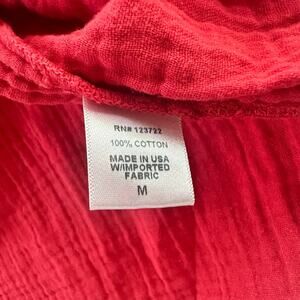 RN# 123722
100% COTTON
MADE IN USA
W/IMPORTED
FABRIC
M